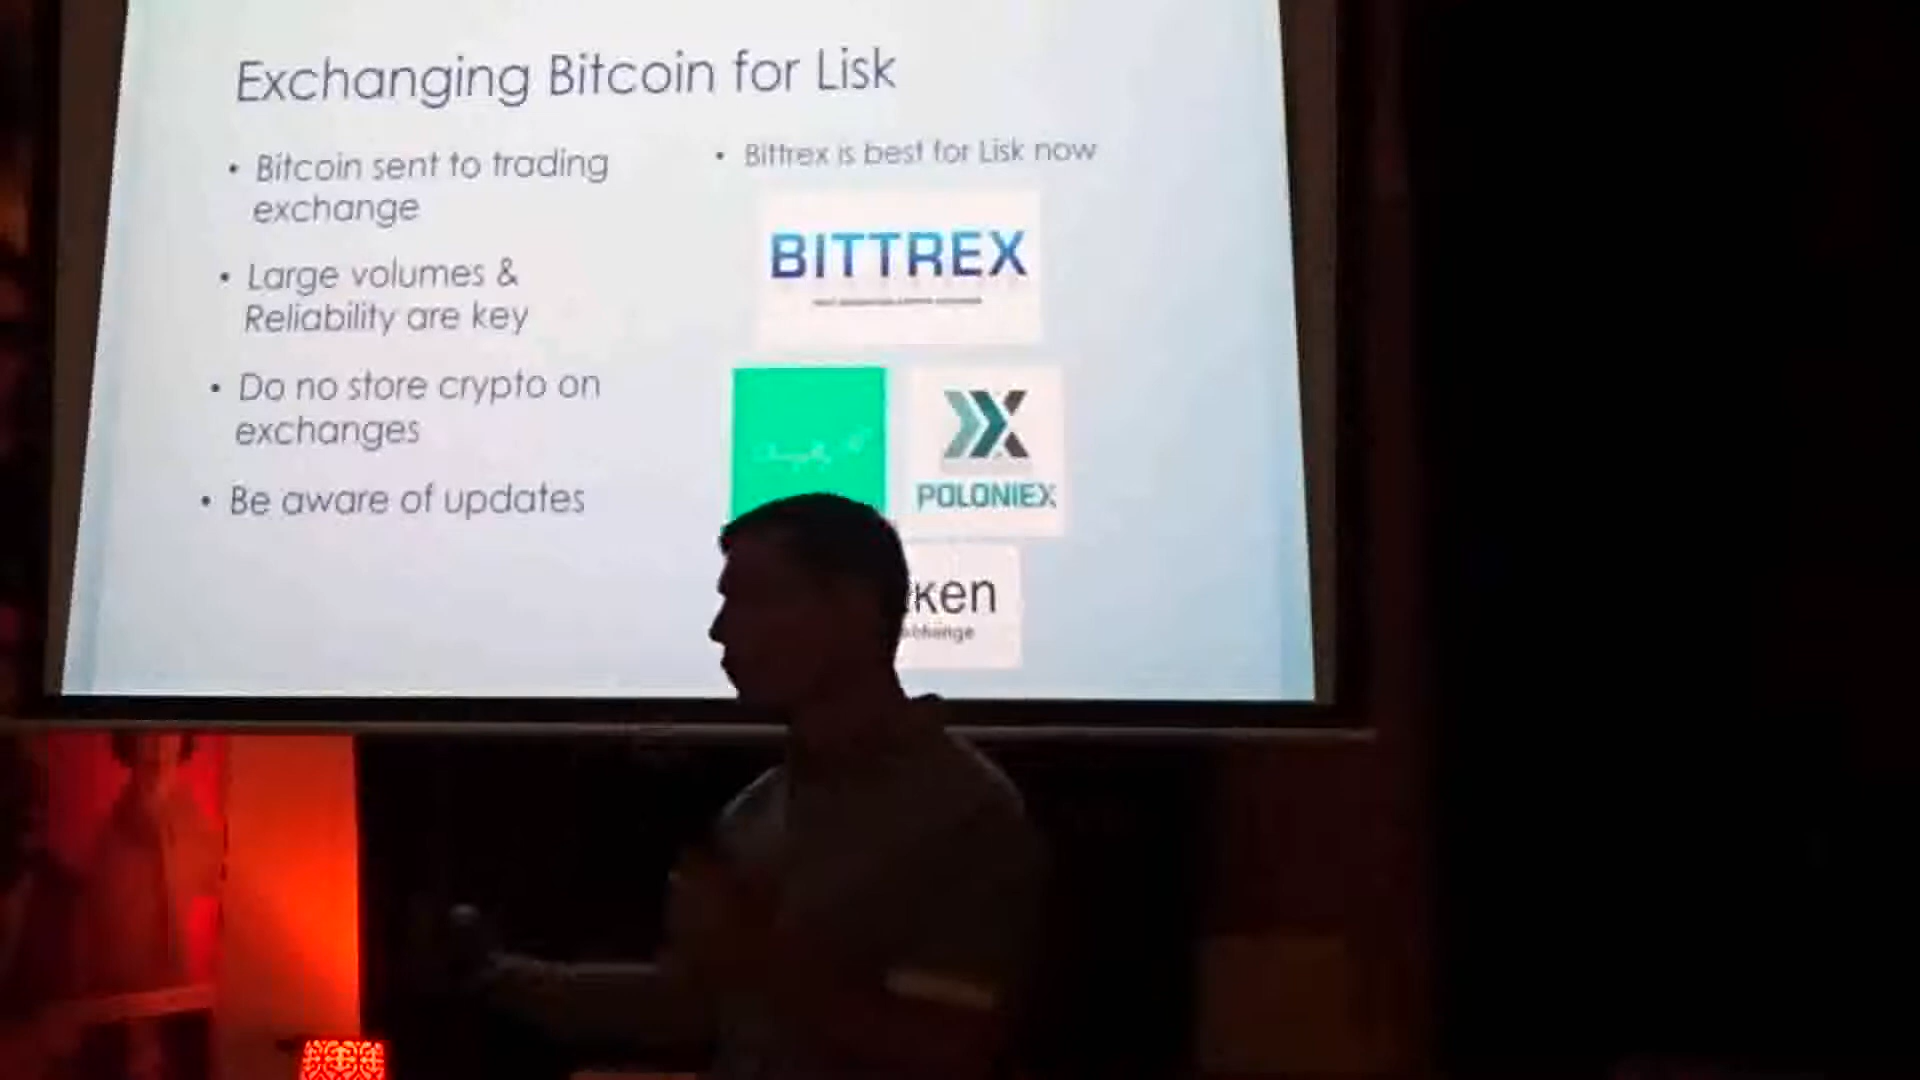 Exchanging Bitcoin for Lisk
• Bitcoin sent to trading
exchange
• Large volumes &
Reliability are key
• Do no store crypto on
exchanges
• Be aware of updates
• Bittrex is best for Lisk now
BITTREX
POLONIEX
ken